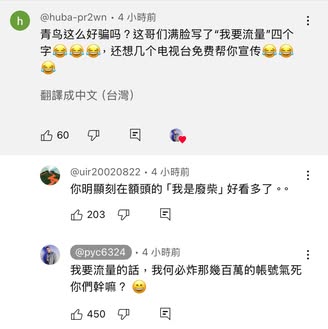 h
@huba-pr2wn・4 小時前
青鸟这么好骗吗？这哥们满脸写了“我要流量”四个
字😂😂😂，还想几个电视台免费帮你宣传😂😂
😂
翻譯成中文（台灣）
60
@uir20020822・4 小時前
你明顯刻在額頭的「我是廢柴」好看多了。。
203
@pyc6324・4 小時前
我要流量的話，我何必炸那幾百萬的帳號氣死
你們幹嘛？😀
450